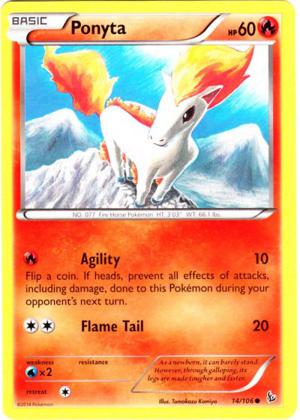 BASIC
Ponyta HP60
NO. 077 Fire Horse Pokémon HT: 3'03" WT: 66.1 lbs.
Agility 10
Flip a coin. If heads, prevent all effects of attacks,
including damage, done to this Pokémon during your
opponent's next turn.
Flame Tail 20
weakness resistance
×2
retreat
As a newborn, it can barely stand.
However, through galloping, its
legs are made tougher and faster.
©2014 Pokémon
Illus. Tomokazu Komiya 14/106